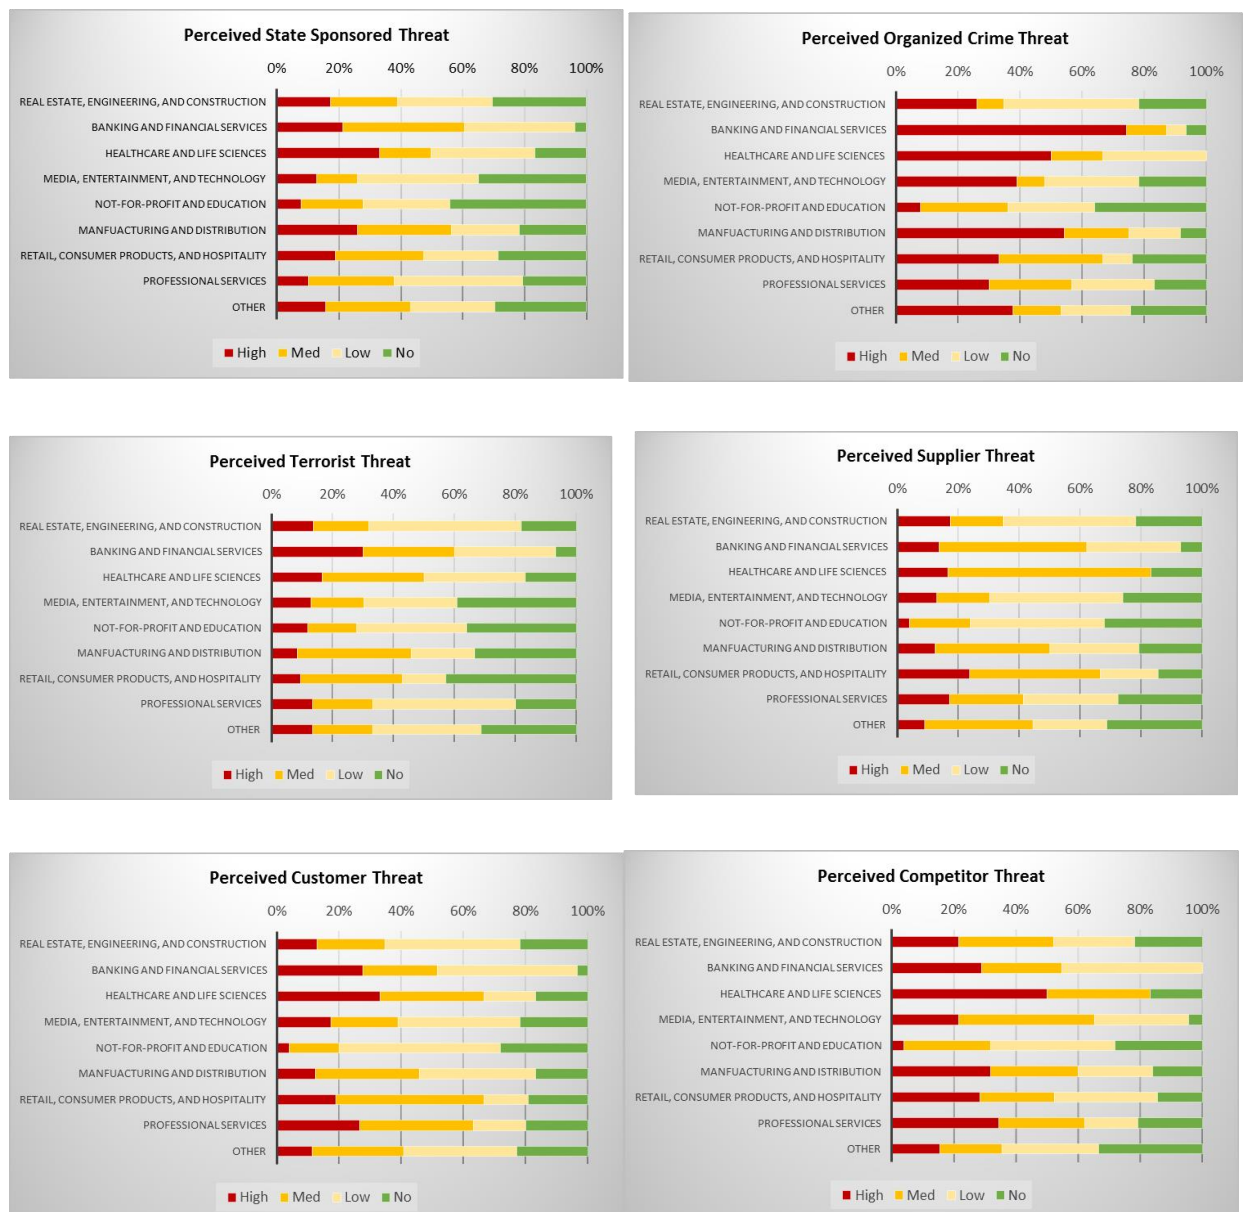 Perceived State Sponsored Threat
0% 20% 40% 60% 80% 100%
REAL ESTATE, ENGINEERING, AND CONSTRUCTION
BANKING AND FINANCIAL SERVICES
HEALTHCARE AND LIFE SCIENCES
MEDIA, ENTERTAINMENT, AND TECHNOLOGY
NOT-FOR-PROFIT AND EDUCATION
MANFUACTURING AND DISTRIBUTION
RETAIL, CONSUMER PRODUCTS, AND HOSPITALITY
PROFESSIONAL SERVICES
OTHER
High Med Low No
Perceived Organized Crime Threat
0% 20% 40% 60% 80% 100%
REAL ESTATE, ENGINEERING, AND CONSTRUCTION
BANKING AND FINANCIAL SERVICES
HEALTHCARE AND LIFE SCIENCES
MEDIA, ENTERTAINMENT, AND TECHNOLOGY
NOT-FOR-PROFIT AND EDUCATION
MANFUACTURING AND DISTRIBUTION
RETAIL, CONSUMER PRODUCTS, AND HOSPITALITY
PROFESSIONAL SERVICES
OTHER
High Med Low No
Perceived Terrorist Threat
0% 20% 40% 60% 80% 100%
REAL ESTATE, ENGINEERING, AND CONSTRUCTION
BANKING AND FINANCIAL SERVICES
HEALTHCARE AND LIFE SCIENCES
MEDIA, ENTERTAINMENT, AND TECHNOLOGY
NOT-FOR-PROFIT AND EDUCATION
MANFUACTURING AND DISTRIBUTION
RETAIL, CONSUMER PRODUCTS, AND HOSPITALITY
PROFESSIONAL SERVICES
OTHER
High Med Low No
Perceived Supplier Threat
0% 20% 40% 60% 80% 100%
REAL ESTATE, ENGINEERING, AND CONSTRUCTION
BANKING AND FINANCIAL SERVICES
HEALTHCARE AND LIFE SCIENCES
MEDIA, ENTERTAINMENT, AND TECHNOLOGY
NOT-FOR-PROFIT AND EDUCATION
MANFUACTURING AND DISTRIBUTION
RETAIL, CONSUMER PRODUCTS, AND HOSPITALITY
PROFESSIONAL SERVICES
OTHER
High Med Low No
Perceived Customer Threat
0% 20% 40% 60% 80% 100%
REAL ESTATE, ENGINEERING, AND CONSTRUCTION
BANKING AND FINANCIAL SERVICES
HEALTHCARE AND LIFE SCIENCES
MEDIA, ENTERTAINMENT, AND TECHNOLOGY
NOT-FOR-PROFIT AND EDUCATION
MANFUACTURING AND DISTRIBUTION
RETAIL, CONSUMER PRODUCTS, AND HOSPITALITY
PROFESSIONAL SERVICES
OTHER
High Med Low No
Perceived Competitor Threat
0% 20% 40% 60% 80% 100%
REAL ESTATE, ENGINEERING, AND CONSTRUCTION
BANKING AND FINANCIAL SERVICES
HEALTHCARE AND LIFE SCIENCES
MEDIA, ENTERTAINMENT, AND TECHNOLOGY
NOT-FOR-PROFIT AND EDUCATION
MANFUACTURING AND ISTRIBUTION
RETAIL, CONSUMER PRODUCTS, AND HOSPITALITY
PROFESSIONAL SERVICES
OTHER
High Med Low No